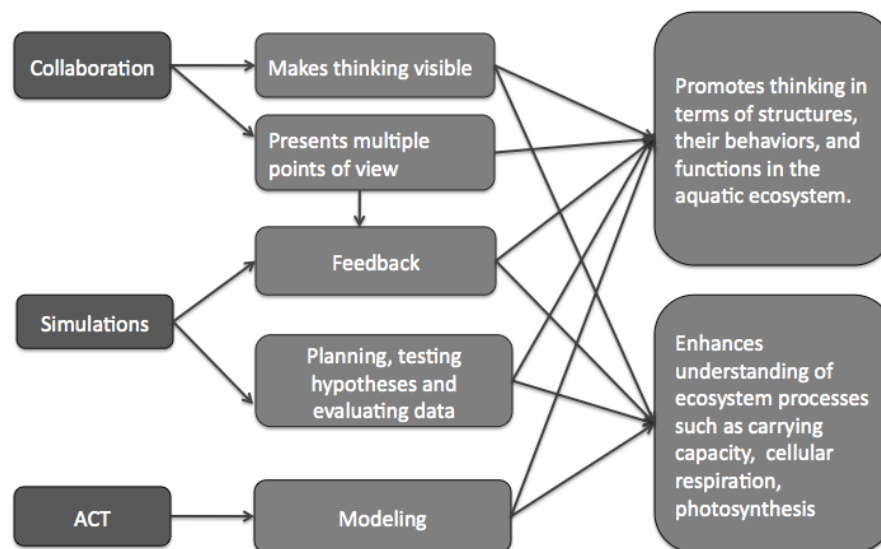 Collaboration
Makes thinking visible
Presents multiple
points of view
Feedback
Simulations
Planning, testing
hypotheses and
evaluating data
ACT
Modeling
Promotes thinking in
terms of structures,
their behaviors, and
functions in the
aquatic ecosystem.
Enhances
understanding of
ecosystem processes
such as carrying
capacity, cellular
respiration,
photosynthesis